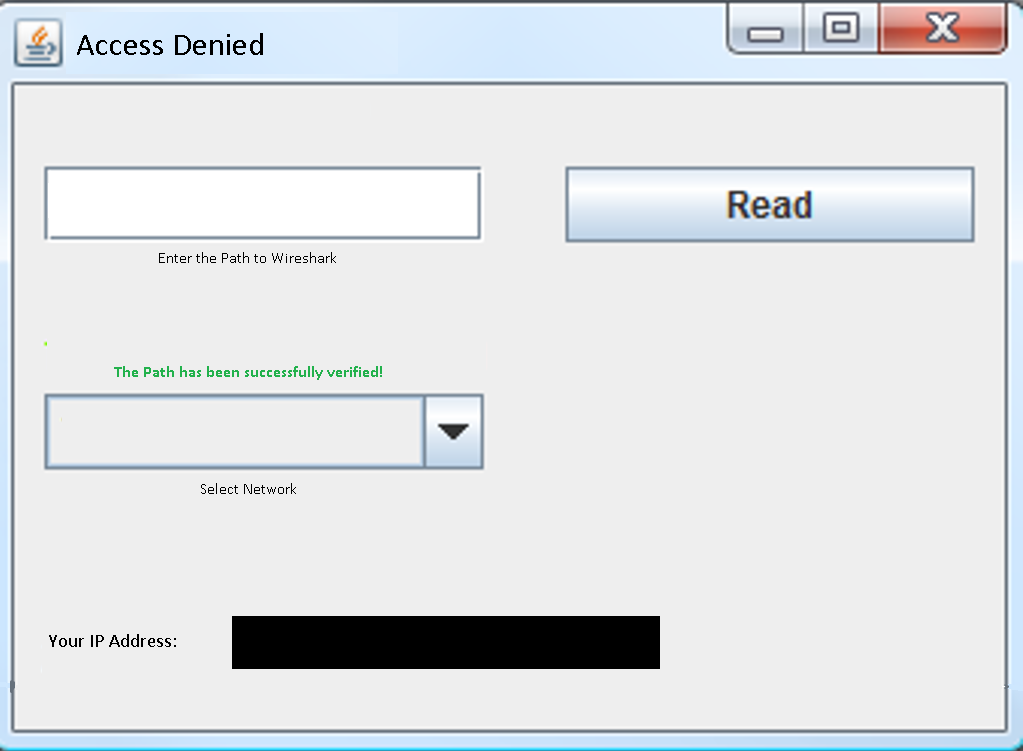 Access Denied
Read
Enter the Path to Wireshark
The Path has been successfully verified!
Select Network
Your IP Address: